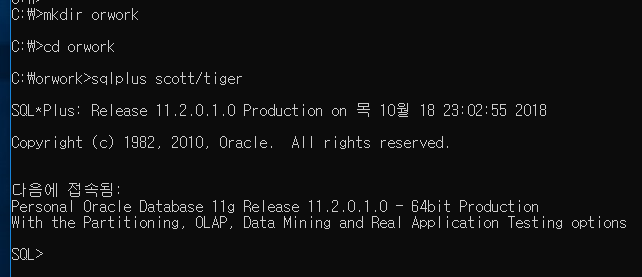 C:₩>mkdir orwork
C:₩>cd orwork
C:₩orwork>sqlplus scott/tiger
SQL*Plus: Release 11.2.0.1.0 Production on 목 10월 18 23:02:55 2018
Copyright (c) 1982, 2010, Oracle.  All rights reserved.
다음에 접속됨:
Personal Oracle Database 11g Release 11.2.0.1.0 - 64bit Production
With the Partitioning, OLAP, Data Mining and Real Application Testing options
SQL>